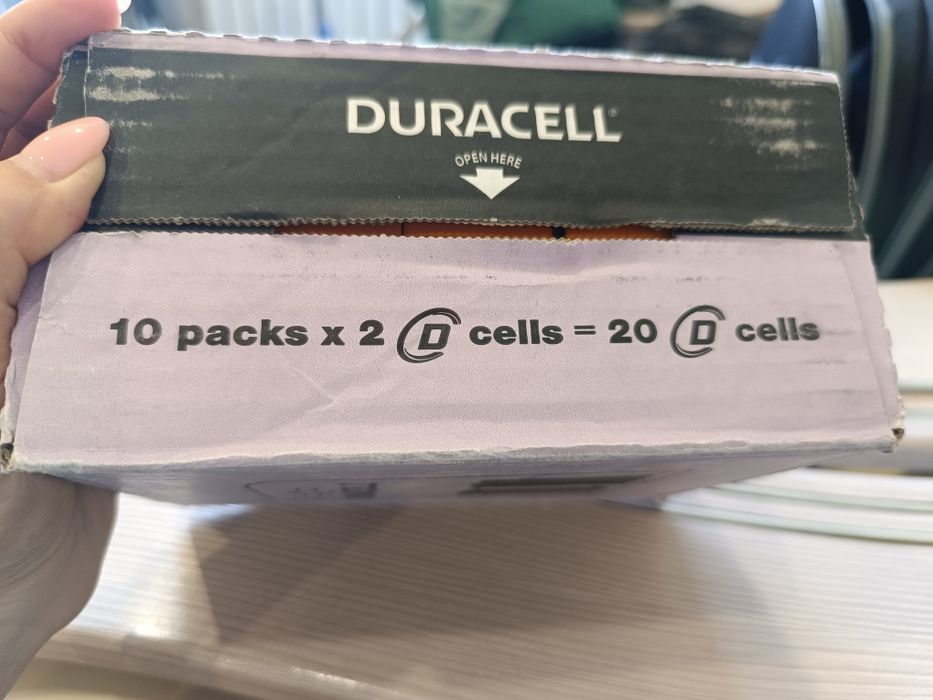 DURACELL®
OPEN HERE
10 packs x 2 D cells = 20 D cells